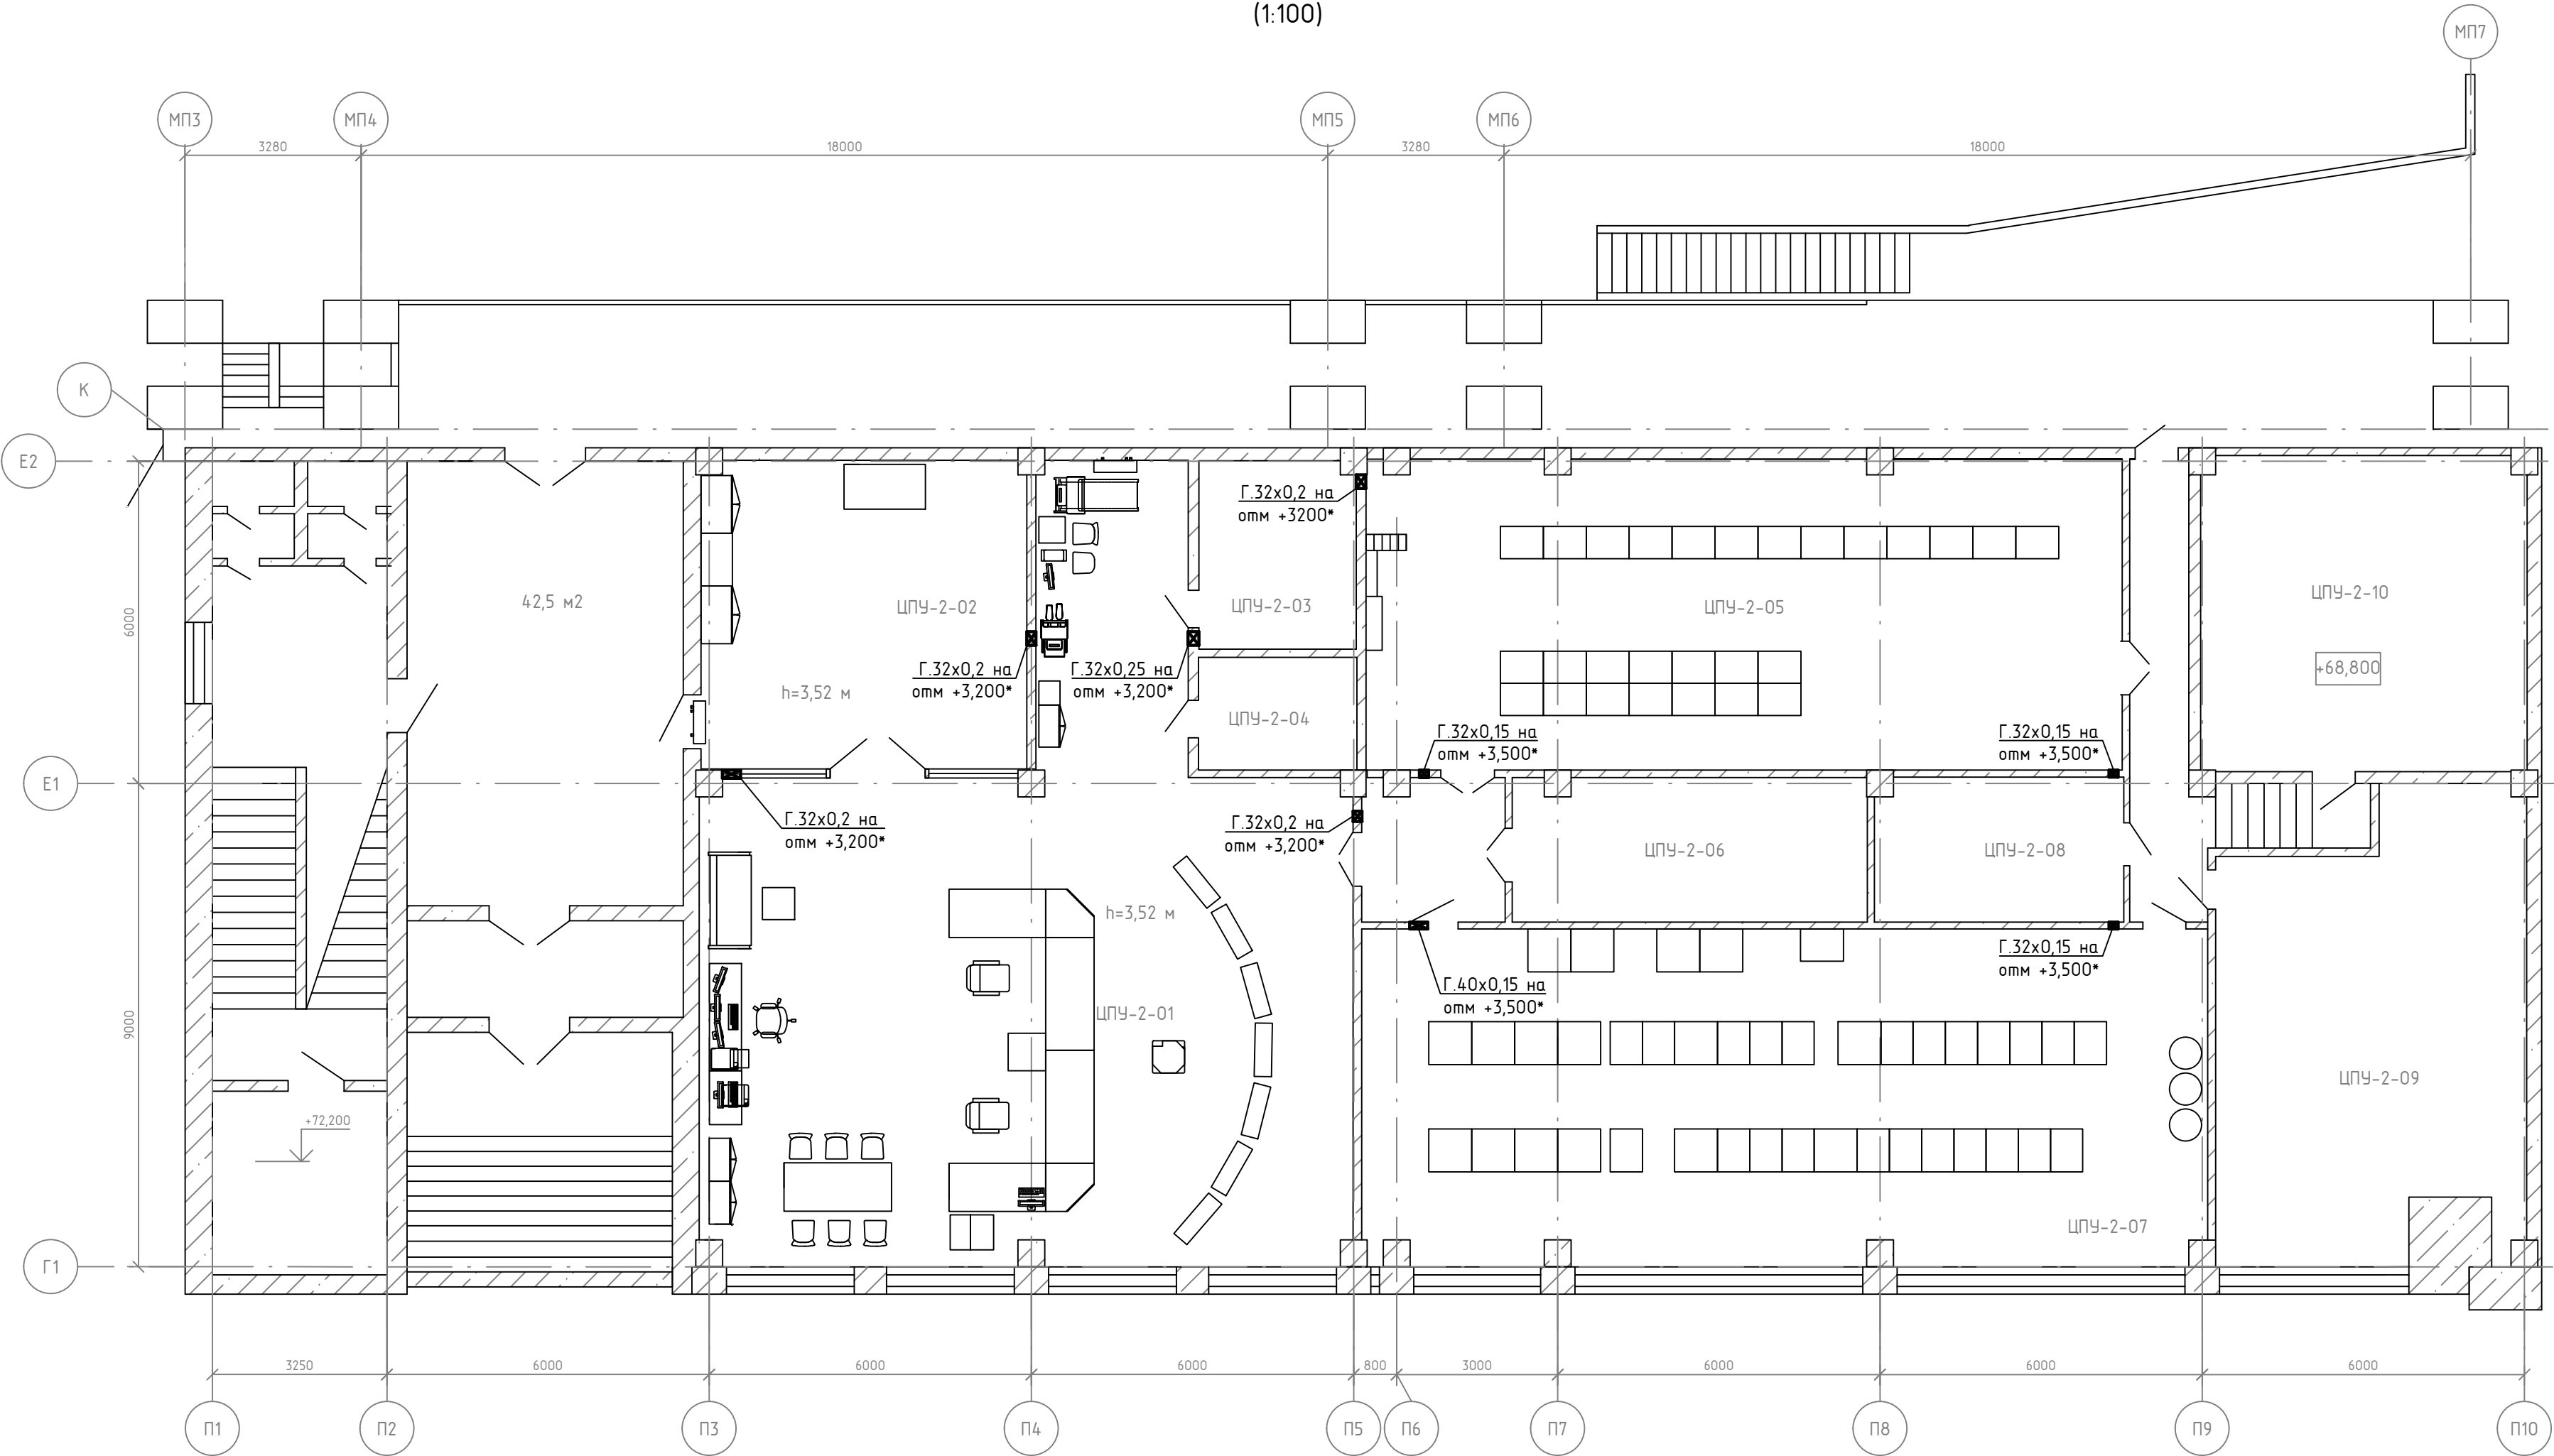 (1:100)
МП7
МП3
МП4
МП5
МП6
3280
18000
3280
18000
К
Е2
Г.32х0,2 на
отм +3200*
6000
42,5 м2
ЦПУ-2-02
ЦПУ-2-03
ЦПУ-2-05
ЦПУ-2-10
+68,800
Г.32х0,2 на
отм +3,200*
Г.32х0,25 на
отм +3,200*
h=3,52 м
ЦПУ-2-04
Г.32х0,15 на
отм +3,500*
Г.32х0,15 на
отм +3,500*
Е1
Г.32х0,2 на
отм +3,200*
Г.32х0,2 на
отм +3,200*
ЦПУ-2-06
ЦПУ-2-08
h=3,52 м
Г.32х0,15 на
отм +3,500*
Г.40х0,15 на
отм +3,500*
9000
ЦПУ-2-01
ЦПУ-2-09
+72,200
ЦПУ-2-07
Г1
3250
6000
6000
6000
800
3000
6000
6000
6000
П1
П2
П3
П4
П5
П6
П7
П8
П9
П10